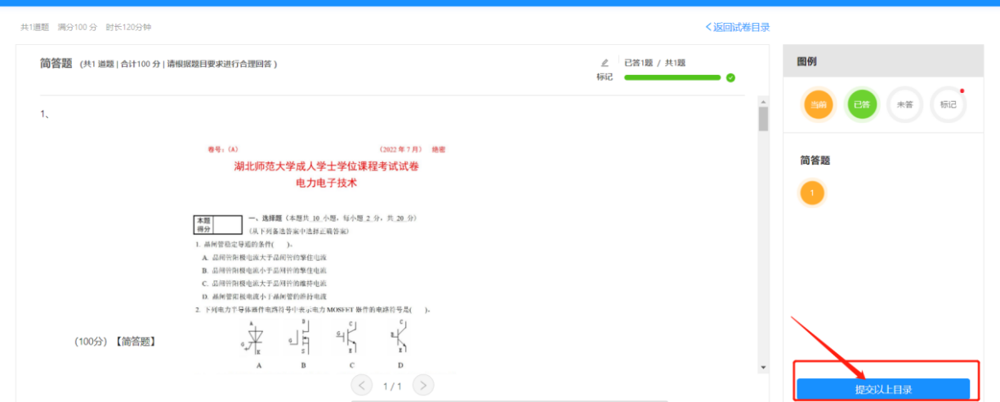 共1道题 满分100 分 时长120分钟
<返回试卷目录
简答题 (共1 道题 | 合计100 分 | 请根据题目要求进行合理回答 )
标记
已答1题 / 共1题
1、
卷号:(A) (2022 年 7 月) 绝密
湖北师范大学成人学士学位课程考试试卷
电力电子技术
本题
得分
一、选择题(本题共 10 小题,每小题 2 分,共 20 分)
(从下列备选答案中选择正确答案)
1. 晶闸管稳定导通的条件( )。
A. 晶闸管阳极电流大于晶闸管的擎住电流
B. 晶闸管阳极电流小于晶闸管的擎住电流
C. 晶闸管阳极电流大于晶闸管的维持电流
D. 晶闸管阳极电流小于晶闸管的维持电流
2. 下列电力半导体器件电路符号中表示电力 MOSFET 器件的电路符号是( )。
A G K
D G S
C G E
C B E
A B C D
(100分) 【简答题】
< 1 / 1 >
图例
当前 已答 未答 标记
简答题
1
提交以上目录